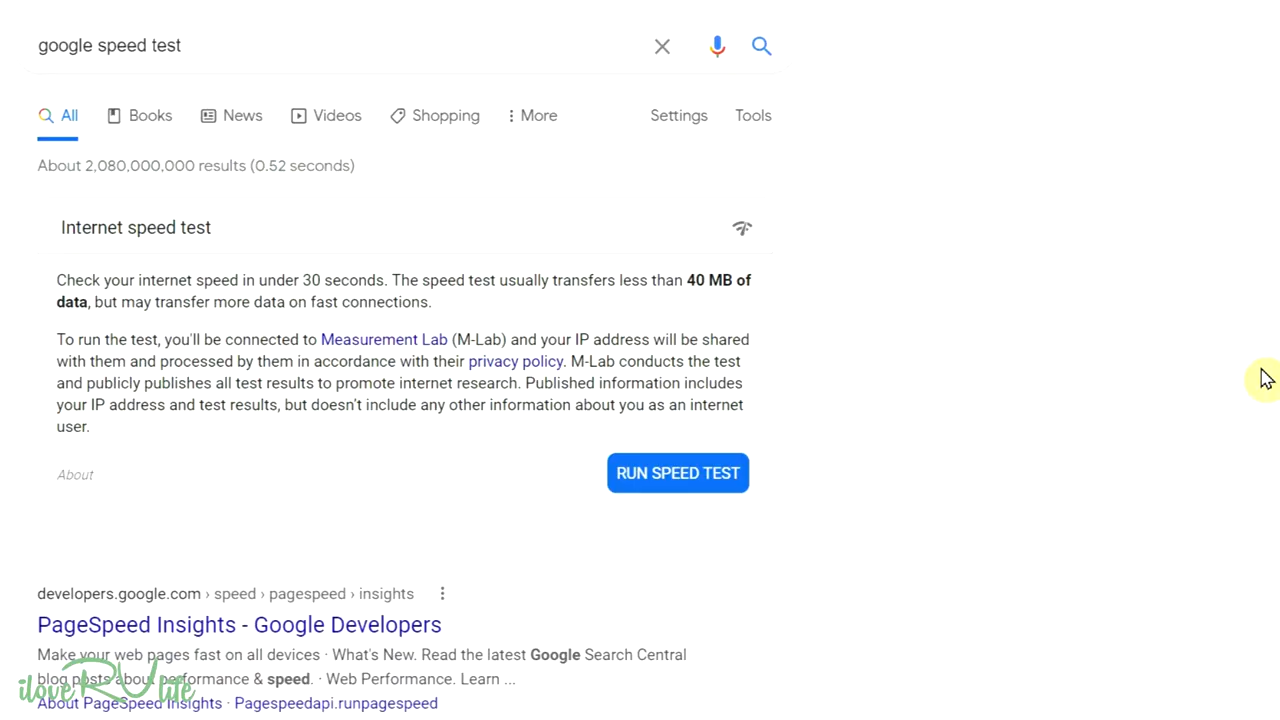 google speed test
All Books News Videos Shopping More Settings Tools
About 2,080,000,000 results (0.52 seconds)
Internet speed test
Check your internet speed in under 30 seconds. The speed test usually transfers less than 40 MB of
data, but may transfer more data on fast connections.
To run the test, you'll be connected to Measurement Lab (M-Lab) and your IP address will be shared
with them and processed by them in accordance with their privacy policy. M-Lab conducts the test
and publicly publishes all test results to promote internet research. Published information includes
your IP address and test results, but doesn't include any other information about you as an internet
user.
About
RUN SPEED TEST
developers.google.com › speed › pagespeed › insights
PageSpeed Insights - Google Developers
Make your web pages fast on all devices · What's New. Read the latest Google Search Central
blog posts about performance & speed. · Web Performance. Learn ...
iloveRVlife
About PageSpeed Insights · Pagespeedapi.runpagespeed